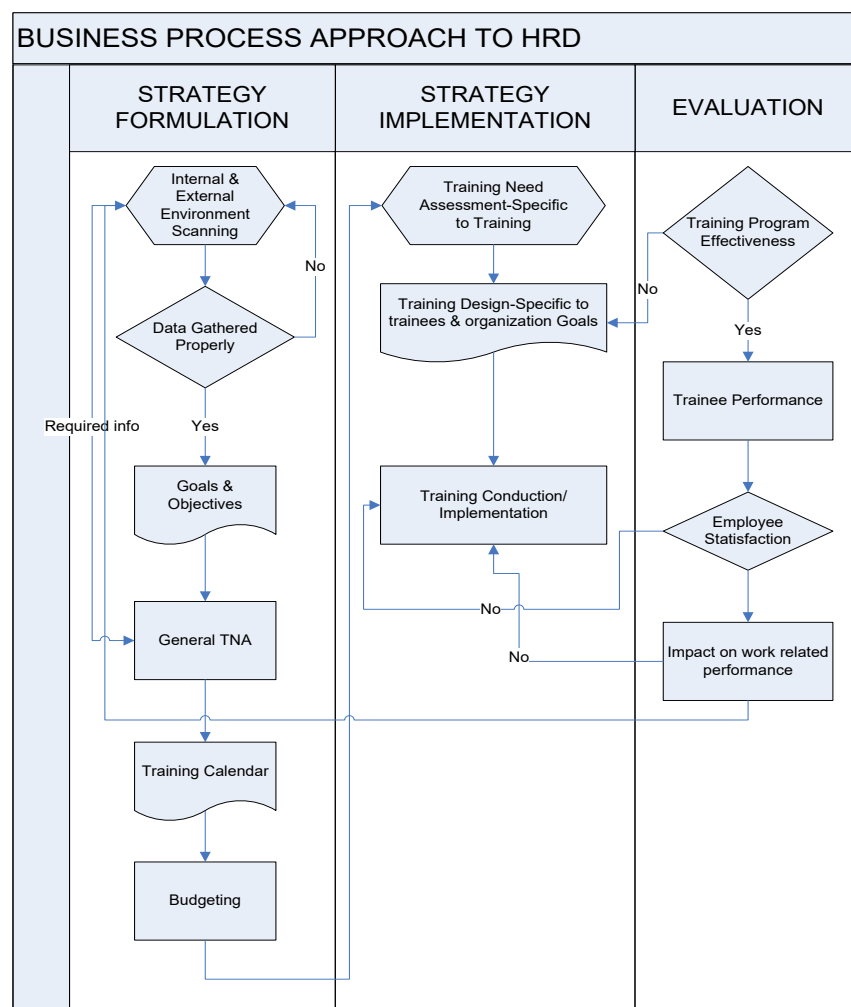 BUSINESS PROCESS APPROACH TO HRD
STRATEGY
FORMULATION
STRATEGY
IMPLEMENTATION
EVALUATION
Internal &
External
Environment
Scanning
No
Data Gathered
Properly
Required info
Yes
Goals &
Objectives
General TNA
Training Calendar
Budgeting
Training Need
Assessment-Specific
to Training
Training Design-Specific to
trainees & organization Goals
Training Conduction/
Implementation
No
No
Training Program
Effectiveness
No
Yes
Trainee Performance
Employee
Statisfaction
Impact on work related
performance